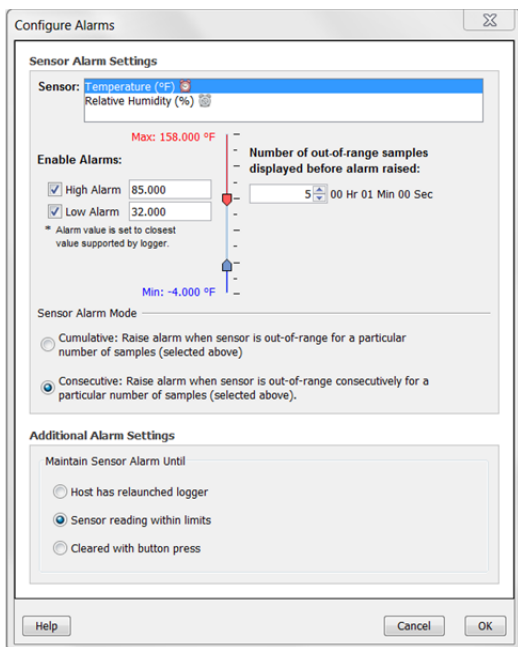 Configure Alarms
Sensor Alarm Settings
Sensor: Temperature (°F)
Relative Humidity (%)
Max: 158.000 °F
Enable Alarms:
Number of out-of-range samples
displayed before alarm raised:
High Alarm 85.000
5 00 Hr 01 Min 00 Sec
Low Alarm 32.000
* Alarm value is set to closest
value supported by logger.
Min: -4.000 °F
Sensor Alarm Mode
Cumulative: Raise alarm when sensor is out-of-range for a particular
number of samples (selected above)
Consecutive: Raise alarm when sensor is out-of-range consecutively for a
particular number of samples (selected above).
Additional Alarm Settings
Maintain Sensor Alarm Until
Host has relaunched logger
Sensor reading within limits
Cleared with button press
Help Cancel OK